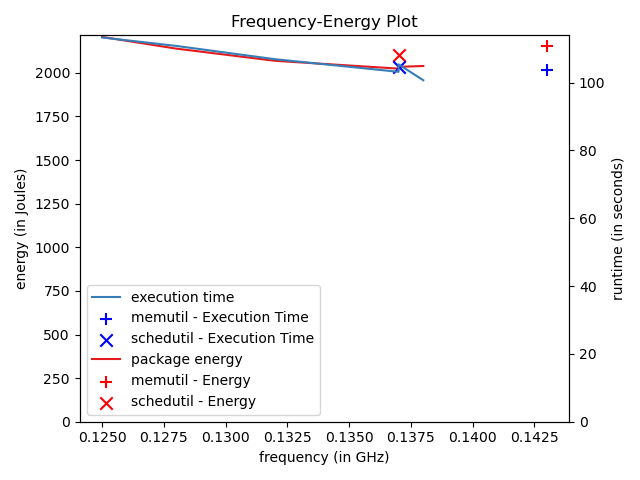 Frequency-Energy Plot
energy (in Joules)
2000
1750
1500
1250
1000
750
500
250
0
execution time
memutil - Execution Time
schedutil - Execution Time
package energy
memutil - Energy
schedutil - Energy
100
80
60
40
20
0
runtime (in seconds)
0.1250
0.1275
0.1300
0.1325
0.1350
0.1375
0.1400
0.1425
frequency (in GHz)